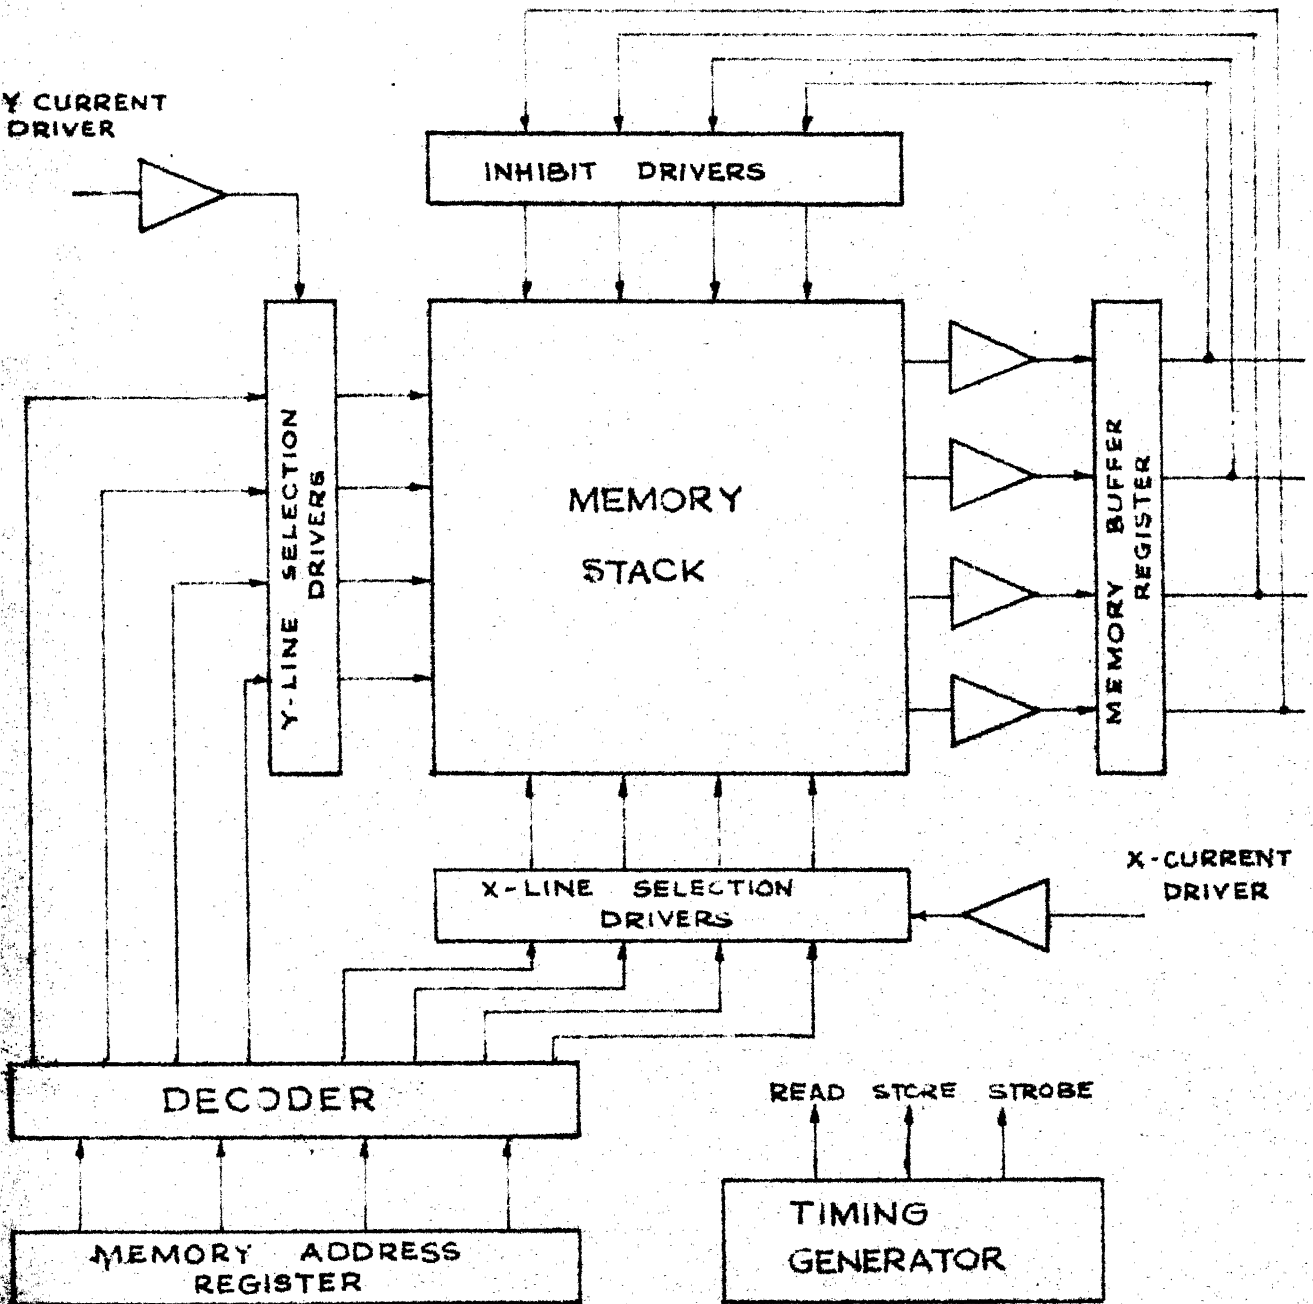 Y CURRENT
DRIVER
INHIBIT DRIVERS
Y-LINE SELECTION
DRIVERS
MEMORY
STACK
MEMORY BUFFER
REGISTER
X-CURRENT
DRIVER
X-LINE SELECTION
DRIVERS
DECODER
READ STORE STROBE
TIMING
GENERATOR
MEMORY ADDRESS
REGISTER